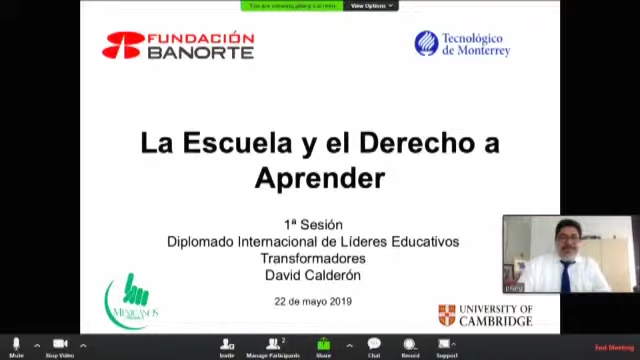 View Options
FUNDACIÓN
BANORTE
Tecnológico
de Monterrey
La Escuela y el Derecho a
Aprender
1ª Sesión
Diplomado Internacional de Líderes Educativos
Transformadores
David Calderón
22 de mayo 2019
MEXICANOS
UNIVERSITY OF
CAMBRIDGE
Mute
Stop Video
Invite
Manage Participants
2
Share
Chat
Record
Support
End Meeting